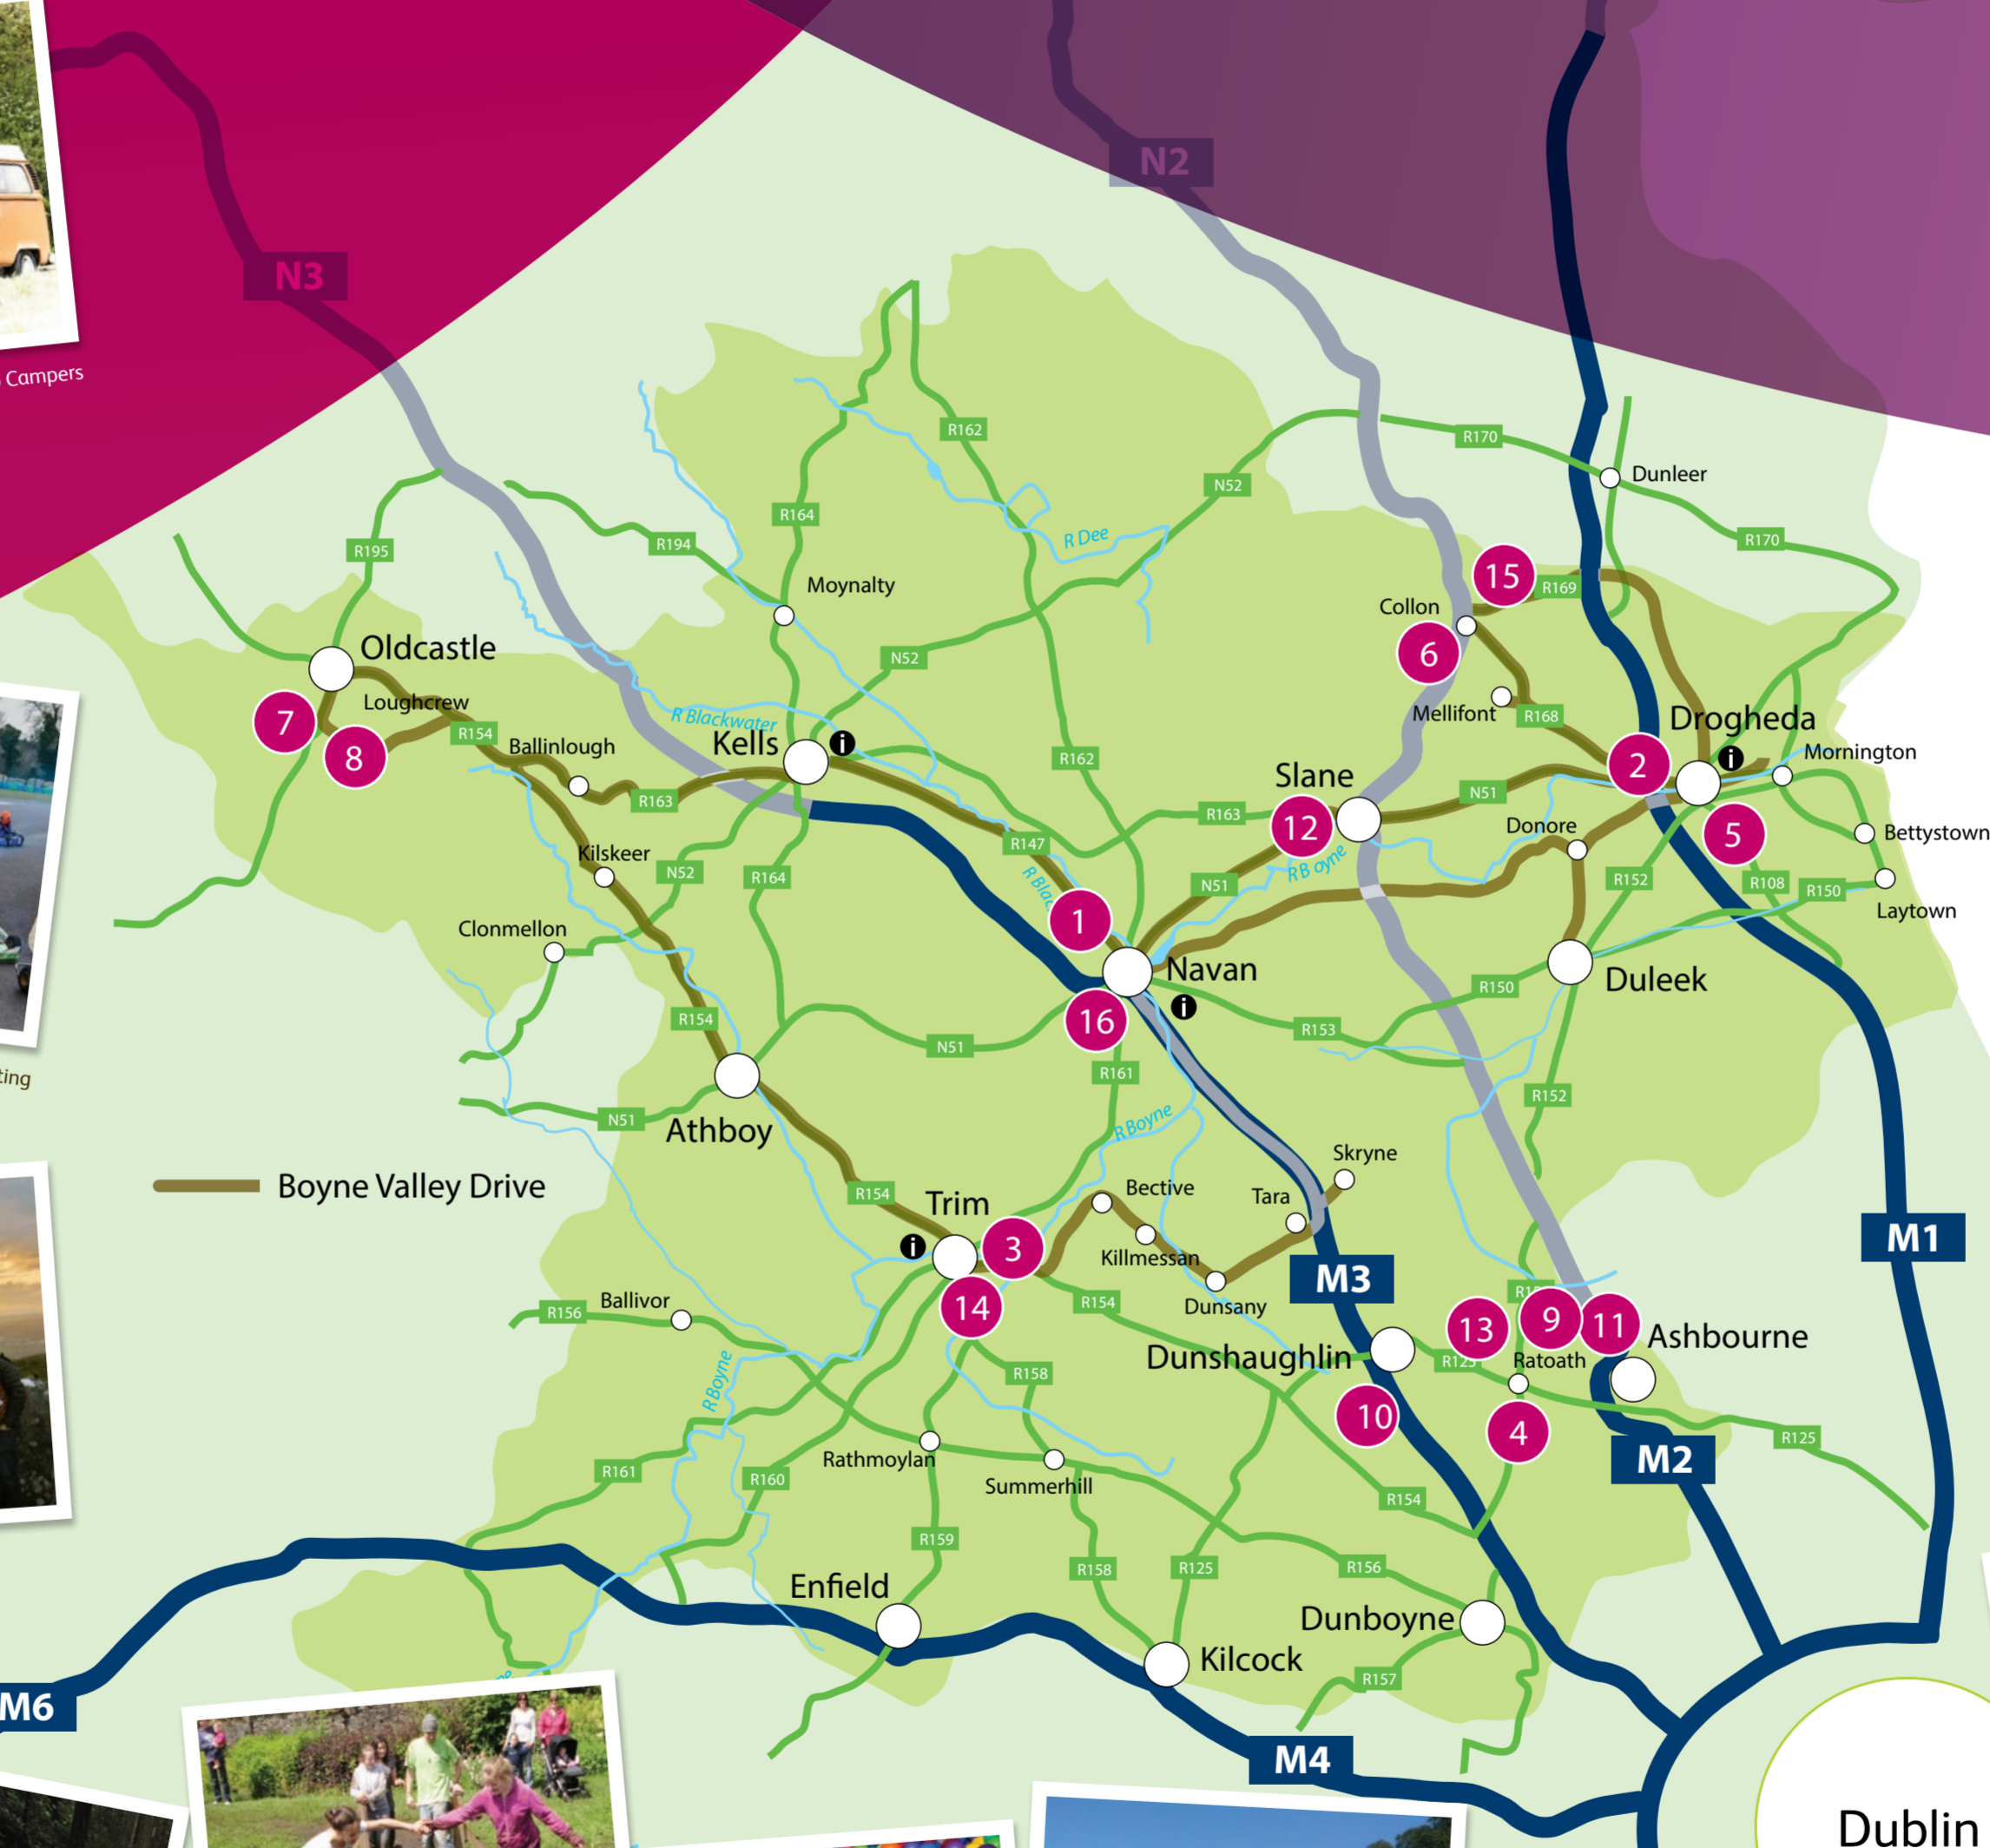 N2
N3
Campers
R162
R170
Dunleer
N52
R164
R170
R Dee
R194
R195
15
R169
Moynalty
Collon
6
Oldcastle
N52
Loughcrew
7
8
R154
R Blackwater
Mellifont
R168
Drogheda
Ballinlough
Kells
i
R162
2
i
Mornington
Slane
R163
N51
R163
12
Donore
5
Bettystown
R147
Kilskeer
N52
R164
R Boyne
N51
R152
R108
R150
Laytown
1
Clonmellon
Navan
Duleek
R150
i
R154
16
R153
N51
R161
R152
ting
N51
Athboy
R Boyne
Skryne
Boyne Valley Drive
R154
Bective
Tara
Trim
M1
i
3
Killmessan
M3
R156
Ballivor
14
R154
Dunsany
13
9
11
Ashbourne
Dunshaughlin
R125
Ratoath
R158
R Boyne
10
4
R125
Rathmoylan
M2
R161
R160
Summerhill
R154
R159
R158
R125
R156
Enfield
Dunboyne
Kilcock
R157
M6
M4
Dublin